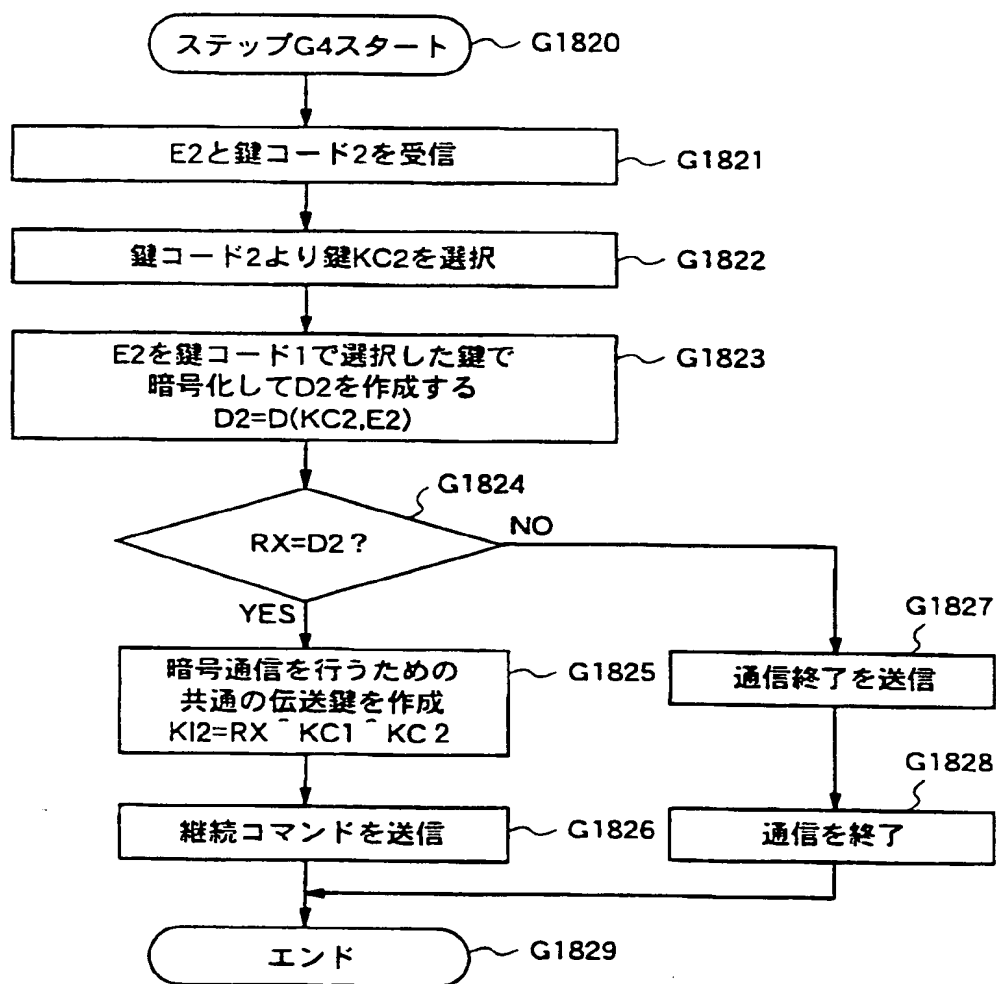 ステップG4スタート
G1820
E2と鍵コード2を受信
G1821
鍵コード2より鍵KC2を選択
G1822
E2を鍵コード1で選択した鍵で
暗号化してD2を作成する
D2=D(KC2,E2)
G1823
G1824
RX=D2?
NO
YES
G1827
暗号通信を行うための
共通の伝送鍵を作成
KI2=RX^KC1^KC2
G1825
通信終了を送信
G1828
継続コマンドを送信
G1826
通信を終了
エンド
G1829